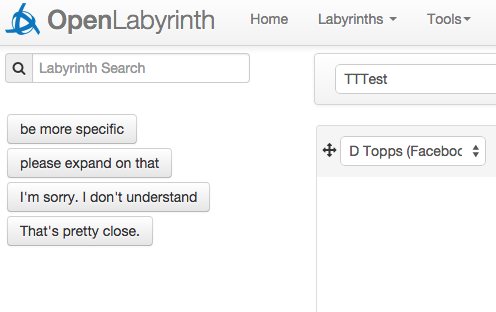 OpenLabyrinth Home Labyrinths Tools
Labyrinth Search
TTTest
be more specific
D Topps (Faceboo
please expand on that
I'm sorry. I don't understand
That's pretty close.